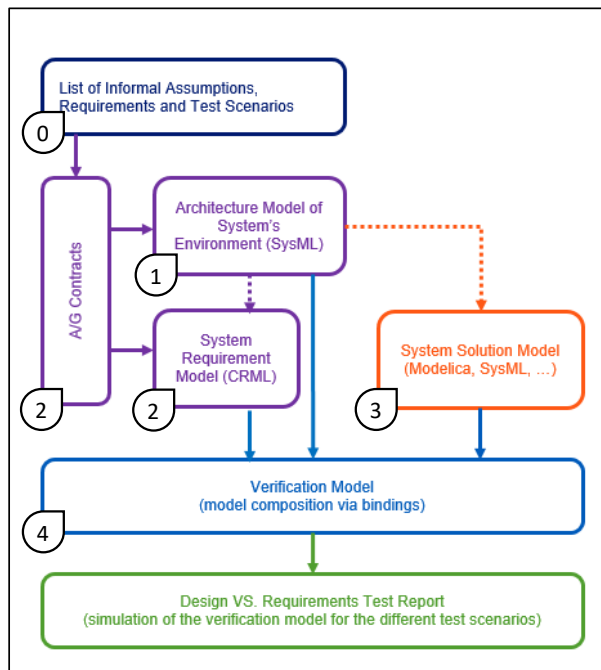 List of Informal Assumptions,
Requirements and Test Scenarios
0
A/G Contracts
2
Architecture Model of
System's
Environment (SysML)
1
System
Requirement
Model (CRML)
2
System Solution Model
(Modelica, SysML, ...)
3
Verification Model
(model composition via bindings)
4
Design VS. Requirements Test Report
(simulation of the verification model for the different test scenarios)